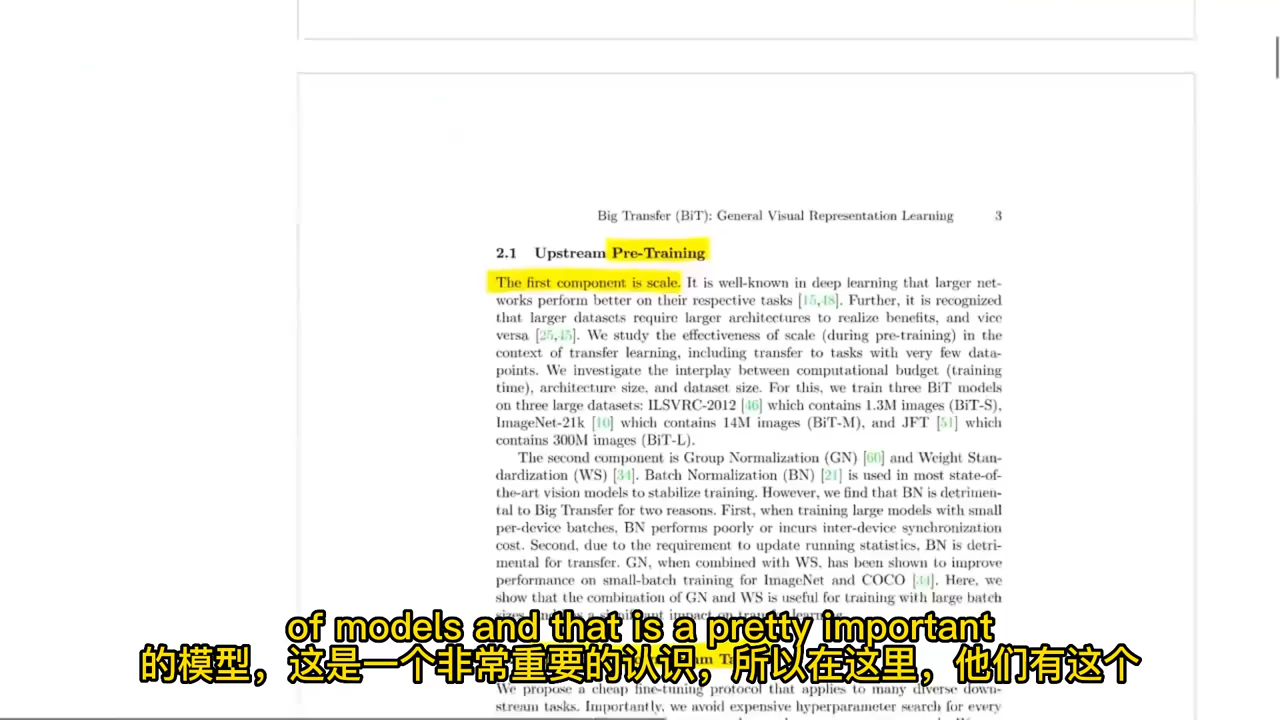 Big Transfer (BiT): General Visual Representation Learning 3
2.1 Upstream Pre-Training
The first component is scale. It is well-known in deep learning that larger net-
works perform better on their respective tasks [15,48]. Further, it is recognized
that larger datasets require larger architectures to realize benefits, and vice
versa [25,45]. We study the effectiveness of scale (during pre-training) in the
context of transfer learning, including transfer to tasks with very few data-
points. We investigate the interplay between computational budget (training
time), architecture size, and dataset size. For this, we train three BiT models
on three large datasets: ILSVRC-2012 [46] which contains 1.3M images (BiT-S),
ImageNet-21k [10] which contains 14M images (BiT-M), and JFT [51] which
contains 300M images (BiT-L).
The second component is Group Normalization (GN) [60] and Weight Stan-
dardization (WS) [34]. Batch Normalization (BN) [21] is used in most state-of-
the-art vision models to stabilize training. However, we find that BN is detrimen-
tal to Big Transfer for two reasons. First, when training large models with small
per-device batches, BN performs poorly or incurs inter-device synchronization
cost. Second, due to the requirement to update running statistics, BN is detri-
mental for transfer. GN, when combined with WS, has been shown to improve
performance on small-batch training for ImageNet and COCO [34]. Here, we
show that the combination of GN and WS is useful for training with large batch
of models and that is a pretty important
的模型，这是一个非常重要的认识，所以在这里，他们有这个
We propose a cheap fine-tuning protocol that applies to many diverse down-
stream tasks. Importantly, we avoid expensive hyperparameter search for every